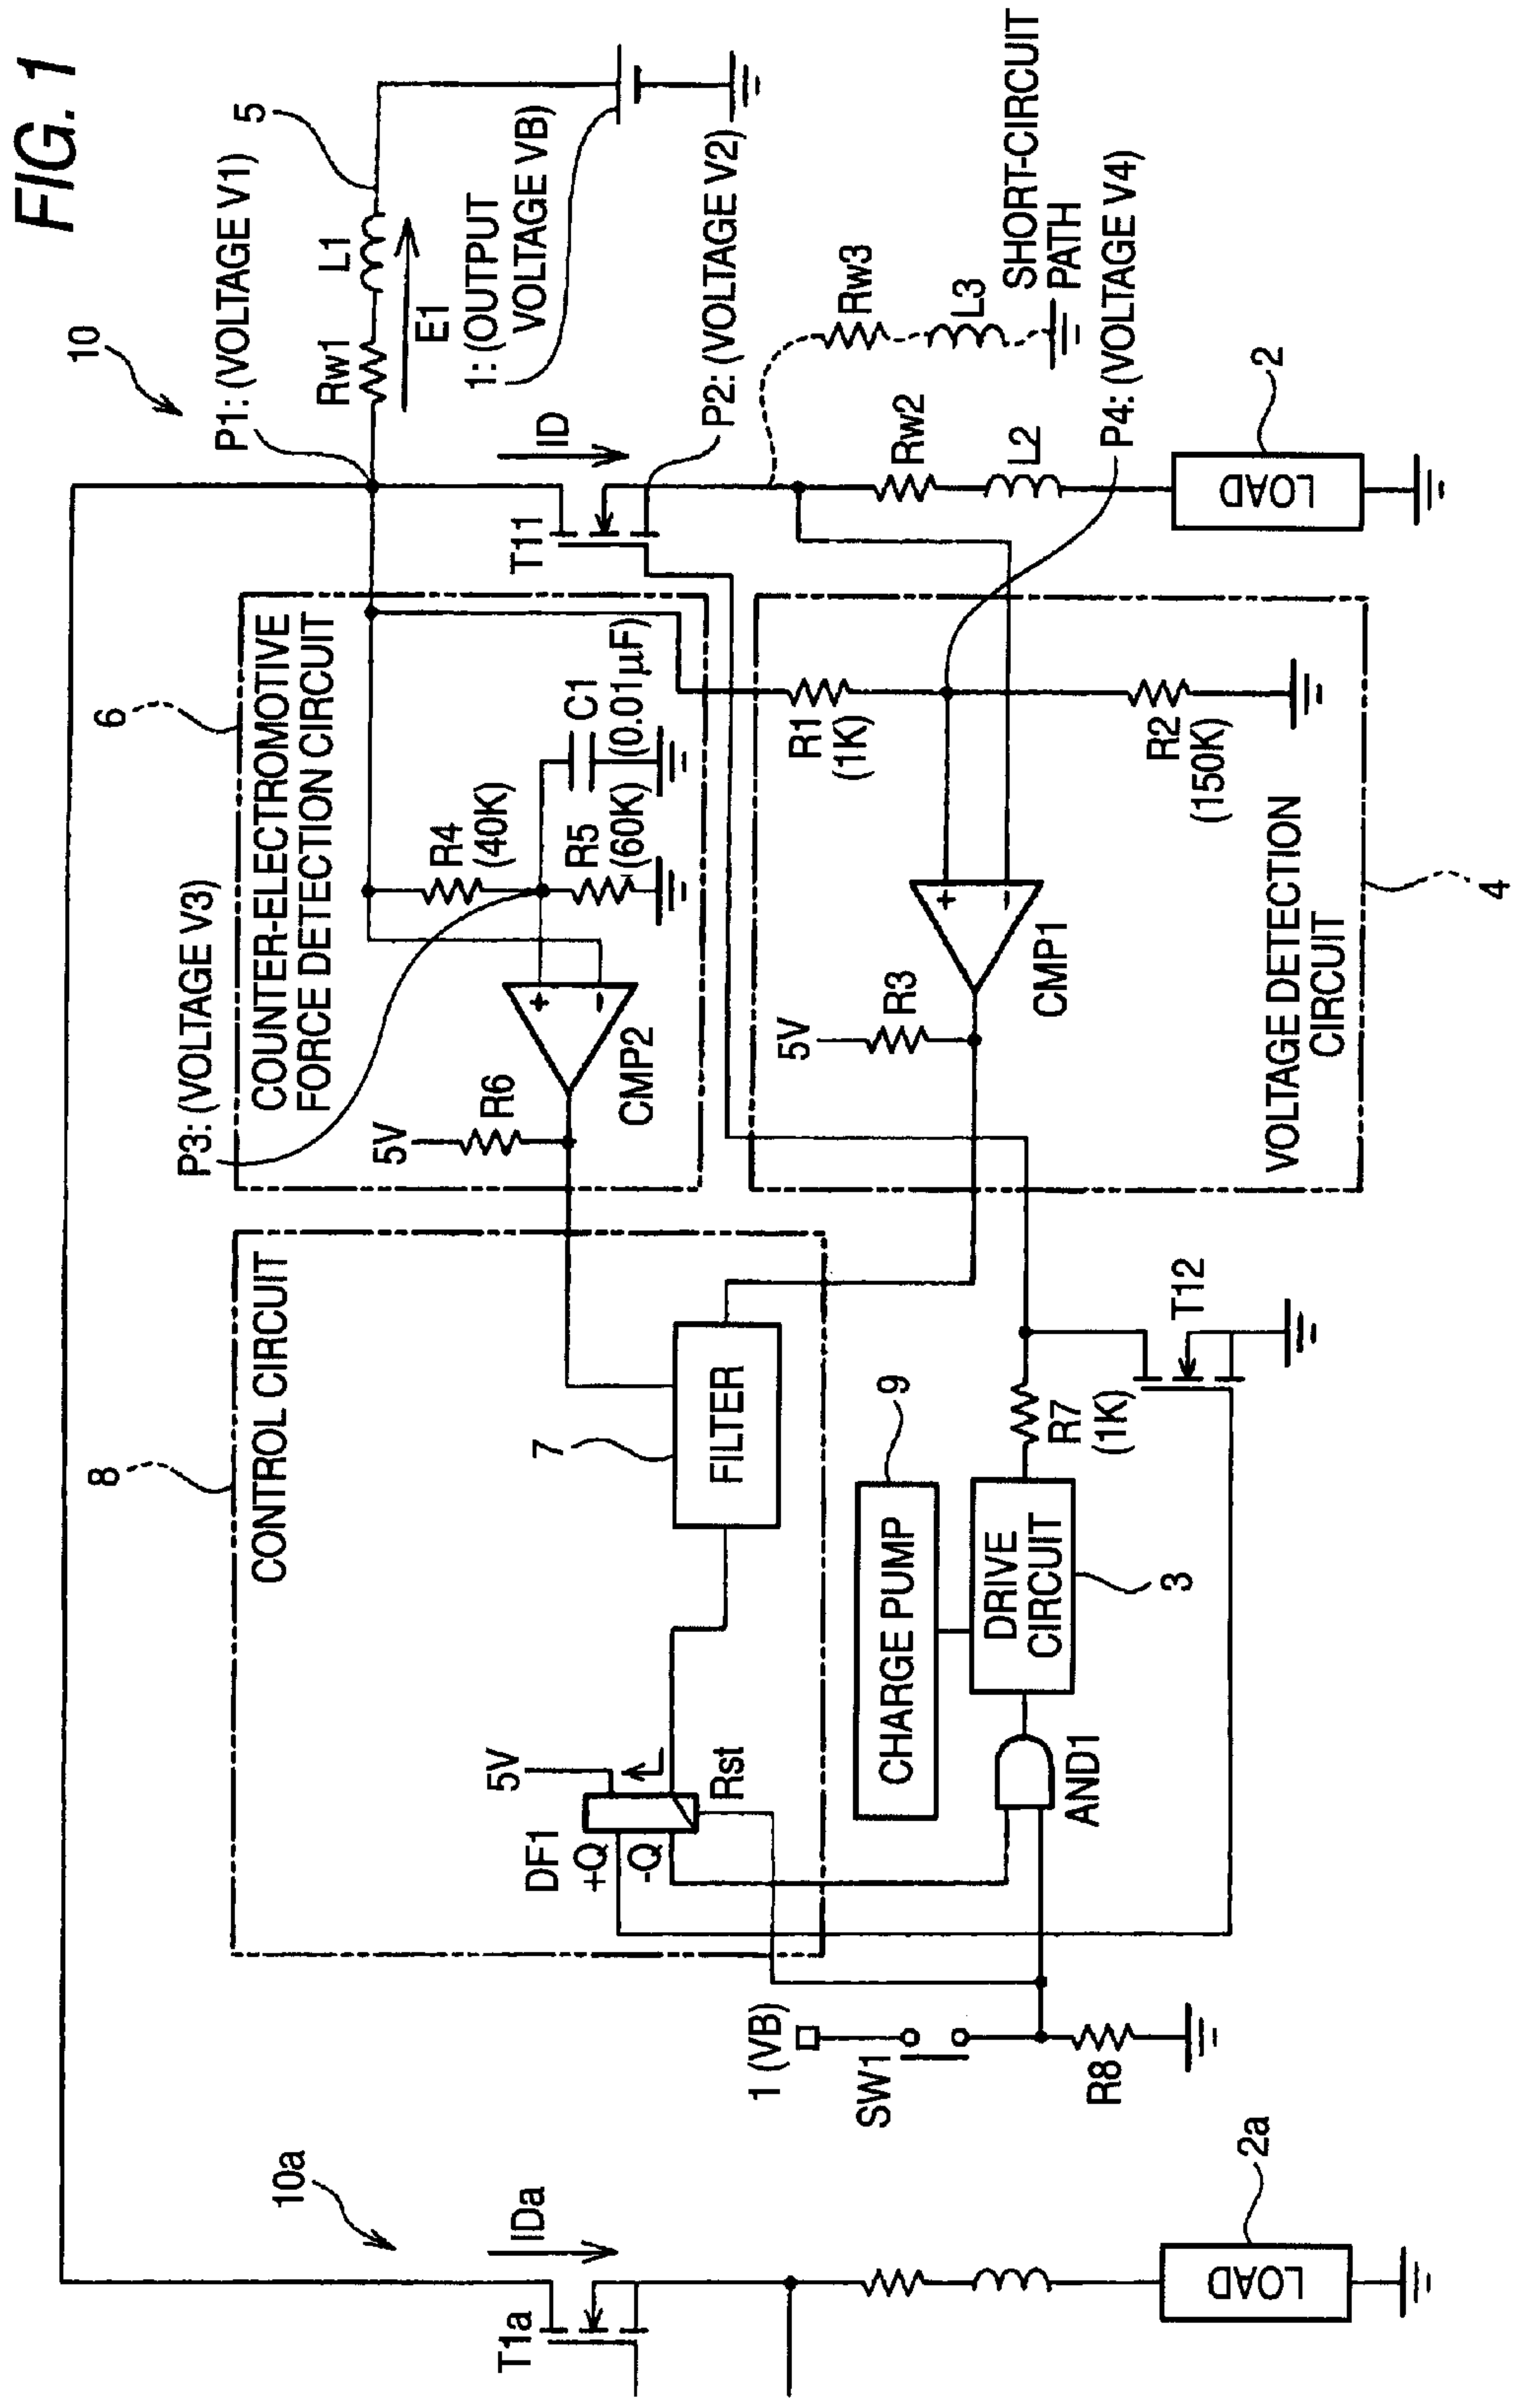 FIG. 1
10
P1: (VOLTAGE V1)
5
Rw1
L1
E1
1: (OUTPUT
VOLTAGE VB)
P2: (VOLTAGE V2)
ID
T11
Rw3
L3
SHORT-CIRCUIT
PATH
Rw2
L2
P4: (VOLTAGE V4)
LOAD
2
6
COUNTER-ELECTROMOTIVE
FORCE DETECTION CIRCUIT
P3: (VOLTAGE V3)
R4
(40K)
C1
(0.01μF)
R5
(60K)
+
−
CMP2
5V
R6
R1
(1K)
R2
(150K)
+
−
CMP1
5V
R3
VOLTAGE DETECTION
CIRCUIT
4
8
CONTROL CIRCUIT
7
FILTER
5V
DF1
+Q
-Q
Rst
9
CHARGE PUMP
DRIVE
CIRCUIT
3
R7
(1K)
T12
AND1
1 (VB)
SW1
R8
10a
IDa
T1a
LOAD
2a